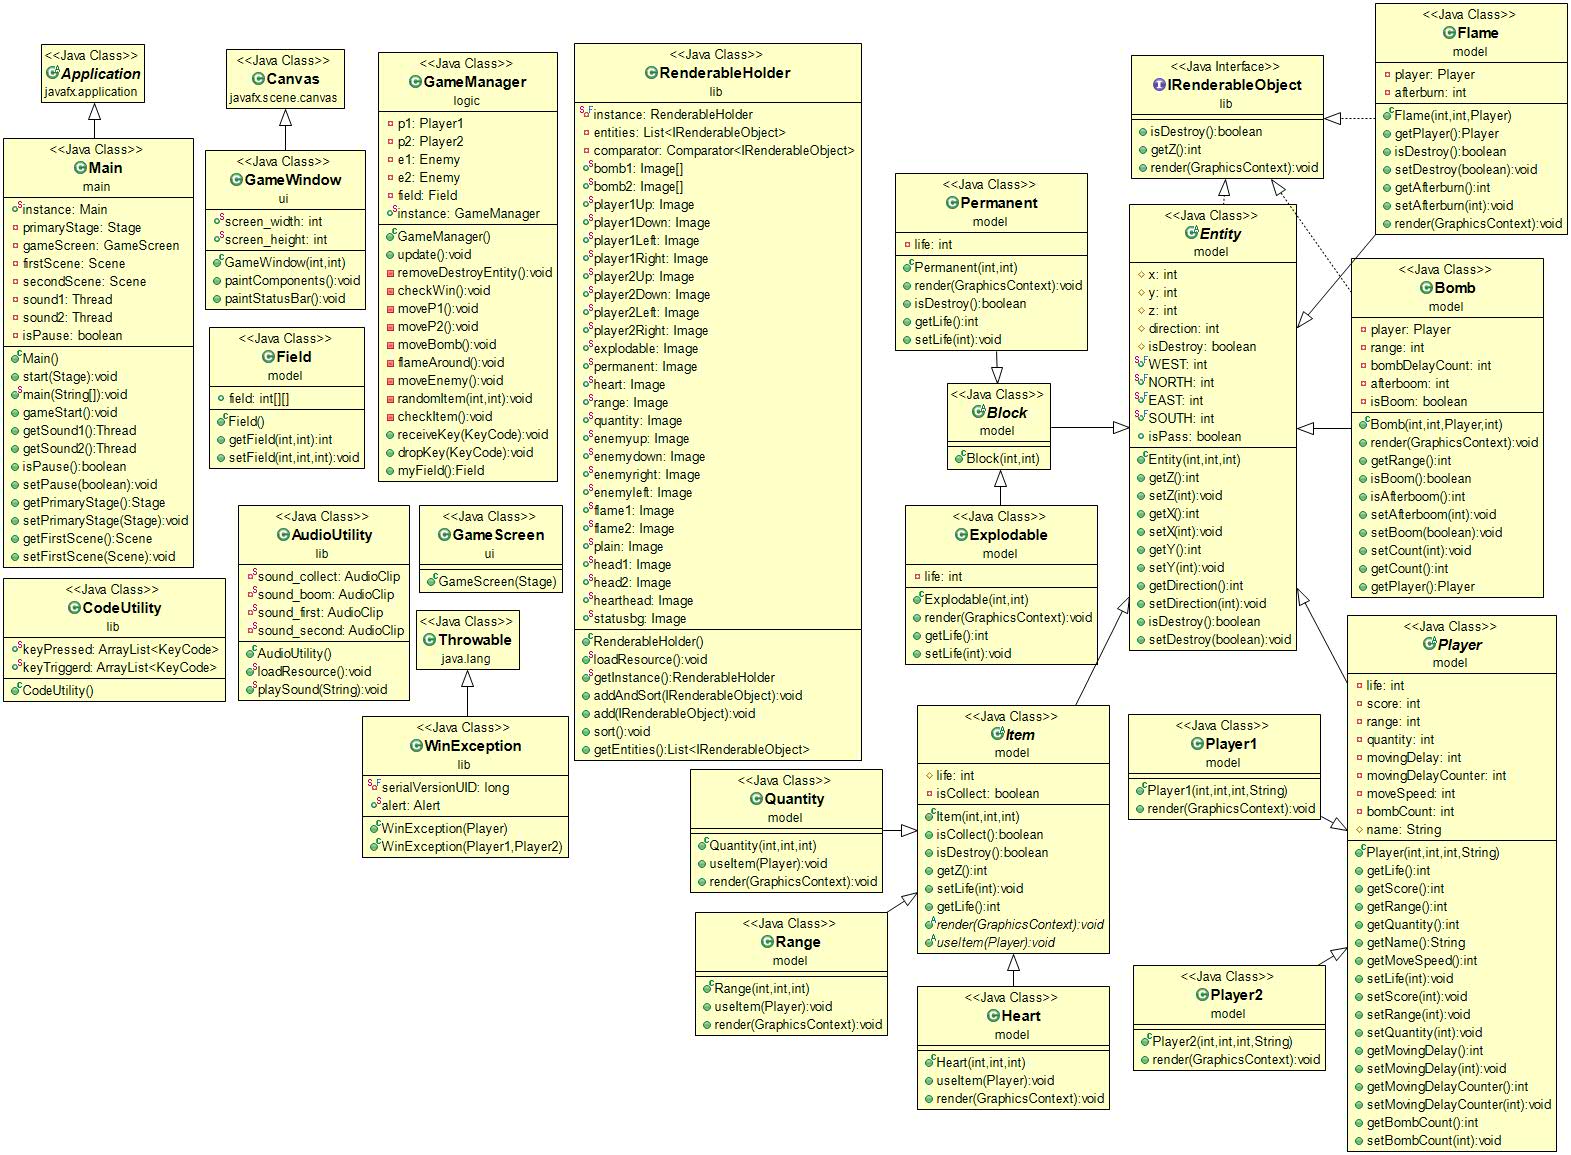 <<Java Class>>
Application
javafx.application
<<Java Class>>
Main
main
instance: Main
primaryStage: Stage
gameScreen: GameScreen
firstScene: Scene
secondScene: Scene
sound1: Thread
sound2: Thread
isPause: boolean
Main()
start(Stage):void
main(String[]):void
gameStart():void
getSound1():Thread
getSound2():Thread
isPause():boolean
setPause(boolean):void
getPrimaryStage():Stage
setPrimaryStage(Stage):void
getFirstScene():Scene
setFirstScene(Scene):void
<<Java Class>>
CodeUtility
lib
keyPressed: ArrayList<KeyCode>
keyTriggerd: ArrayList<KeyCode>
CodeUtility()
<<Java Class>>
Canvas
javafx.scene.canvas
<<Java Class>>
GameWindow
ui
screen_width: int
screen_height: int
GameWindow(int,int)
paintComponents():void
paintStatusBar():void
<<Java Class>>
Field
model
field: int[][]
Field()
getField(int,int):int
setField(int,int,int):void
<<Java Class>>
AudioUtility
lib
sound_collect: AudioClip
sound_boom: AudioClip
sound_first: AudioClip
sound_second: AudioClip
AudioUtility()
loadResource():void
playSound(String):void
<<Java Class>>
GameManager
logic
p1: Player1
p2: Player2
e1: Enemy
e2: Enemy
field: Field
instance: GameManager
GameManager()
update():void
removeDestroyEntity():void
checkWin():void
moveP1():void
moveP2():void
moveBomb():void
flameAround():void
moveEnemy():void
randomItem(int,int):void
checkItem():void
receiveKey(KeyCode):void
dropKey(KeyCode):void
myField():Field
<<Java Class>>
GameScreen
ui
GameScreen(Stage)
<<Java Class>>
Throwable
java.lang
<<Java Class>>
WinException
lib
serialVersionUID: long
alert: Alert
WinException(Player)
WinException(Player1,Player2)
<<Java Class>>
RenderableHolder
lib
instance: RenderableHolder
entities: List<IRenderableObject>
comparator: Comparator<IRenderableObject>
bomb1: Image[]
bomb2: Image[]
player1Up: Image
player1Down: Image
player1Left: Image
player1Right: Image
player2Up: Image
player2Down: Image
player2Left: Image
player2Right: Image
explodable: Image
permanent: Image
heart: Image
range: Image
quantity: Image
enemyup: Image
enemydown: Image
enemyright: Image
enemyleft: Image
flame1: Image
flame2: Image
plain: Image
head1: Image
head2: Image
hearthead: Image
statusbg: Image
RenderableHolder()
loadResource():void
getInstance():RenderableHolder
addAndSort(IRenderableObject):void
add(IRenderableObject):void
sort():void
getEntities():List<IRenderableObject>
<<Java Class>>
Quantity
model
Quantity(int,int,int)
useItem(Player):void
render(GraphicsContext):void
<<Java Class>>
Range
model
Range(int,int,int)
useItem(Player):void
render(GraphicsContext):void
<<Java Class>>
Permanent
model
life: int
Permanent(int,int)
render(GraphicsContext):void
isDestroy():boolean
getLife():int
setLife(int):void
<<Java Class>>
Block
model
Block(int,int)
<<Java Class>>
Explodable
model
life: int
Explodable(int,int)
render(GraphicsContext):void
getLife():int
setLife(int):void
<<Java Class>>
Item
model
life: int
isCollect: boolean
Item(int,int,int)
isCollect():boolean
isDestroy():boolean
getZ():int
setLife(int):void
getLife():int
render(GraphicsContext):void
useItem(Player):void
<<Java Class>>
Heart
model
Heart(int,int,int)
useItem(Player):void
render(GraphicsContext):void
<<Java Interface>>
IRenderableObject
lib
isDestroy():boolean
getZ():int
render(GraphicsContext):void
<<Java Class>>
Entity
model
x: int
y: int
z: int
direction: int
isDestroy: boolean
WEST: int
NORTH: int
EAST: int
SOUTH: int
isPass: boolean
Entity(int,int,int)
getZ():int
setZ(int):void
getX():int
setX(int):void
getY():int
setY(int):void
getDirection():int
setDirection(int):void
isDestroy():boolean
setDestroy(boolean):void
<<Java Class>>
Player1
model
Player1(int,int,int,String)
render(GraphicsContext):void
<<Java Class>>
Player2
model
Player2(int,int,int,String)
render(GraphicsContext):void
<<Java Class>>
Flame
model
player: Player
afterburn: int
Flame(int,int,Player)
getPlayer():Player
isDestroy():boolean
setDestroy(boolean):void
getAfterburn():int
setAfterburn(int):void
render(GraphicsContext):void
<<Java Class>>
Bomb
model
player: Player
range: int
bombDelayCount: int
afterboom: int
isBoom: boolean
Bomb(int,int,Player,int)
render(GraphicsContext):void
getRange():int
isBoom():boolean
isAfterboom():int
setAfterboom(int):void
setBoom(boolean):void
setCount(int):void
getCount():int
getPlayer():Player
<<Java Class>>
Player
model
life: int
score: int
range: int
quantity: int
movingDelay: int
movingDelayCounter: int
moveSpeed: int
bombCount: int
name: String
Player(int,int,int,String)
getLife():int
getScore():int
getRange():int
getQuantity():int
getName():String
getMoveSpeed():int
setLife(int):void
setScore(int):void
setRange(int):void
setQuantity(int):void
getMovingDelay():int
setMovingDelay(int):void
getMovingDelayCounter():int
setMovingDelayCounter(int):void
getBombCount():int
setBombCount(int):void